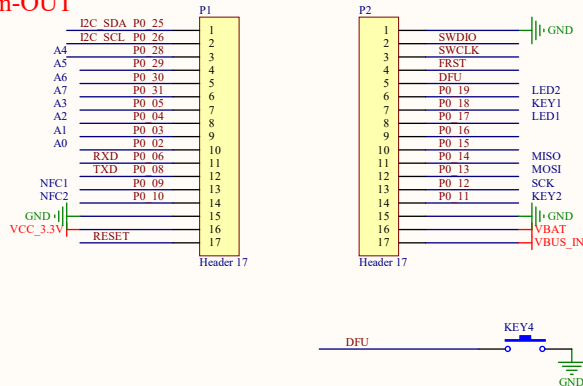 n-OUT
P1
I2C_SDA P0_25 1
I2C_SCL P0_26 2
A4 P0_28 3
A5 P0_29 4
A6 P0_30 5
A7 P0_31 6
A3 P0_05 7
A2 P0_04 8
A1 P0_03 9
A0 P0_02 10
RXD P0_06 11
TXD P0_08 12
NFC1 P0_09 13
NFC2 P0_10 14
GND 15
VCC_3.3V 16
RESET 17
Header 17
P2
1 GND
2 SWDIO
3 SWCLK
4 FRST
5 DFU
6 P0_19 LED2
7 P0_18 KEY1
8 P0_17 LED1
9 P0_16
10 P0_15
11 P0_14 MISO
12 P0_13 MOSI
13 P0_12 SCK
14 P0_11 KEY2
15 GND
16 VBAT
17 VBUS_IN
Header 17
KEY4
DFU
GND